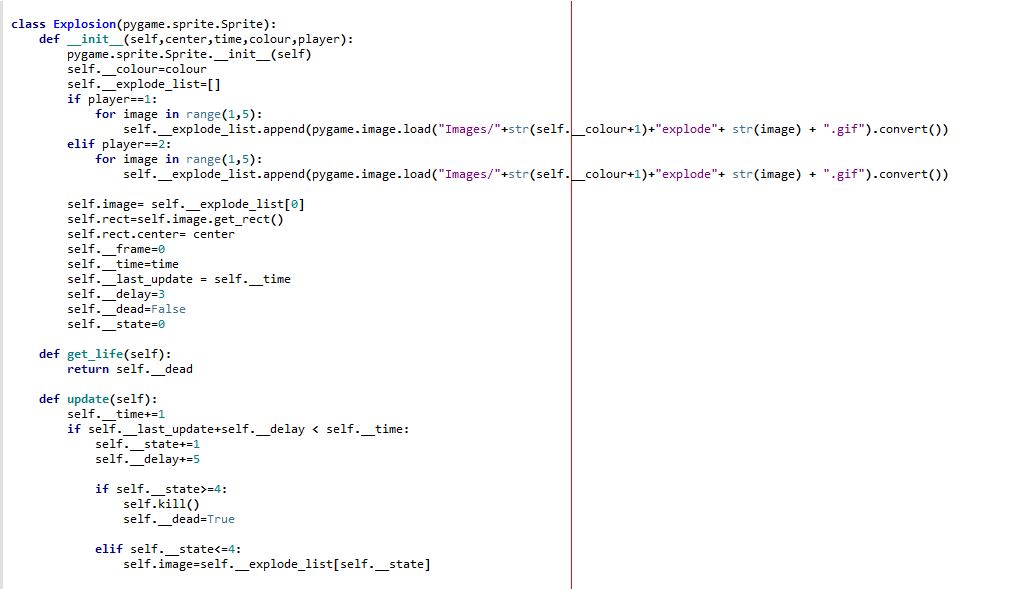 class Explosion(pygame.sprite.Sprite):
    def __init__(self,center,time,colour,player):
        pygame.sprite.Sprite.__init__(self)
        self.__colour=colour
        self.__explode_list=[]
        if player==1:
            for image in range(1,5):
                self.__explode_list.append(pygame.image.load("Images/"+str(self.__colour+1)+"explode"+ str(image) + ".gif").convert())
        elif player==2:
            for image in range(1,5):
                self.__explode_list.append(pygame.image.load("Images/"+str(self.__colour+1)+"explode"+ str(image) + ".gif").convert())

        self.image= self.__explode_list[0]
        self.rect=self.image.get_rect()
        self.rect.center= center
        self.__frame=0
        self.__time=time
        self.__last_update = self.__time
        self.__delay=3
        self.__dead=False
        self.__state=0

    def get_life(self):
        return self.__dead

    def update(self):
        self.__time+=1
        if self.__last_update+self.__delay < self.__time:
            self.__state+=1
            self.__delay+=5

            if self.__state>=4:
                self.kill()
                self.__dead=True

            elif self.__state<=4:
                self.image=self.__explode_list[self.__state]